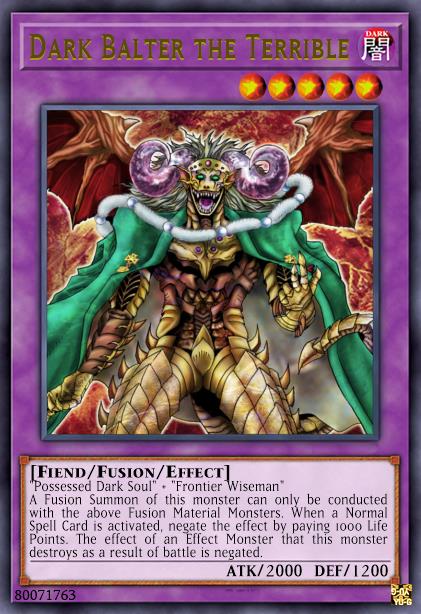 Dark Balter the Terrible
DARK
闇
[Fiend/Fusion/Effect]
"Possessed Dark Soul" + "Frontier Wiseman"
A Fusion Summon of this monster can only be conducted
with the above Fusion Material Monsters. When a Normal
Spell Card is activated, negate the effect by paying 1000 Life
Points. The effect of an Effect Monster that this monster
destroys as a result of battle is negated.
ATK/2000 DEF/1200
80071763